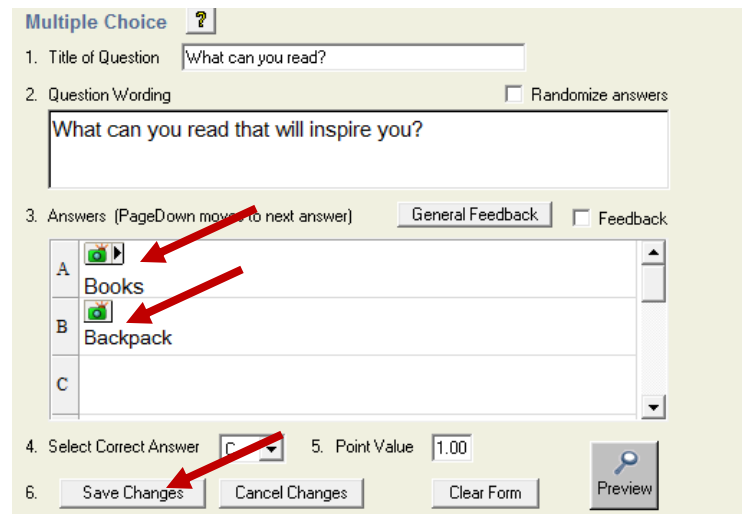 Multiple Choice ?
1. Title of Question What can you read?
2. Question Wording Randomize answers
What can you read that will inspire you?
3. Answers (PageDown moves to next answer) General Feedback Feedback
A
Books
B
Backpack
C
4. Select Correct Answer C 5. Point Value 1.00
6. Save Changes Cancel Changes Clear Form Preview